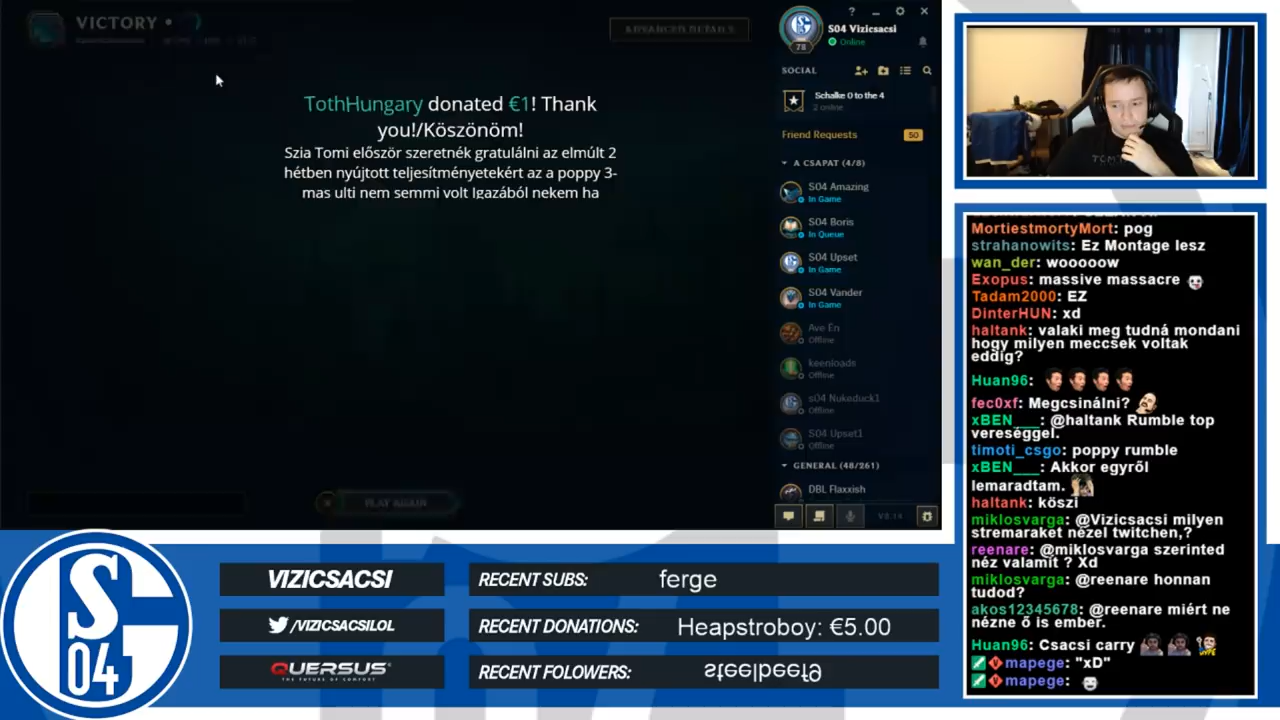 VICTORY •
ADVANCED DETAILS
S04 Vizicsacsi
78
Online
SOCIAL
Schalke 0 to the 4
2 online
Friend Requests
50
A CSAPAT (4/8)
S04 Amazing
In Game
S04 Boris
In Queue
S04 Upset
In Game
S04 Vander
In Game
Ave En
Offline
keenloads
Offline
s04 Nukeduck1
Offline
S04 Upset1
Offline
GENERAL (48/261)
DBL Flaxxish
V8.14
PLAY AGAIN
TothHungary donated €1! Thank
you!/Köszönöm!
Szia Tomi először szeretnék gratulálni az elmúlt 2
hétben nyújtott teljesítményetekért az a poppy 3-
mas ulti nem semmi volt Igazából nekem ha
MortiestmortyMort: pog
strahanowits: Ez Montage lesz
wan_der: wooooow
Exopus: massive massacre
Tadam2000: EZ
DinterHUN: xd
haltank: valaki meg tudná mondani
hogy milyen meccsek voltak
eddig?
Huan96:
fec0xf: Megcsinálni?
xBEN___: @haltank Rumble top
vereséggel.
timoti_csgo: poppy rumble
xBEN___: Akkor egyről
lemaradtam.
haltank: köszi
miklosvarga: @Vizicsacsi milyen
stremaraket nézel twitchen,?
reenare: @miklosvarga szerinted
néz valamit ? Xd
miklosvarga: @reenare honnan
tudod?
akos12345678: @reenare miért ne
nézne ő is ember.
Huan96: Csacsi carry
mapege: "xD"
mapege:
S
04
VIZICSACSI
/VIZICSACSILOL
QUERSUS
THE FUTURE OF COMFORT
RECENT SUBS: ferge
RECENT DONATIONS: Heapstroboy: €5.00
RECENT FOLOWERS: steelbeef9